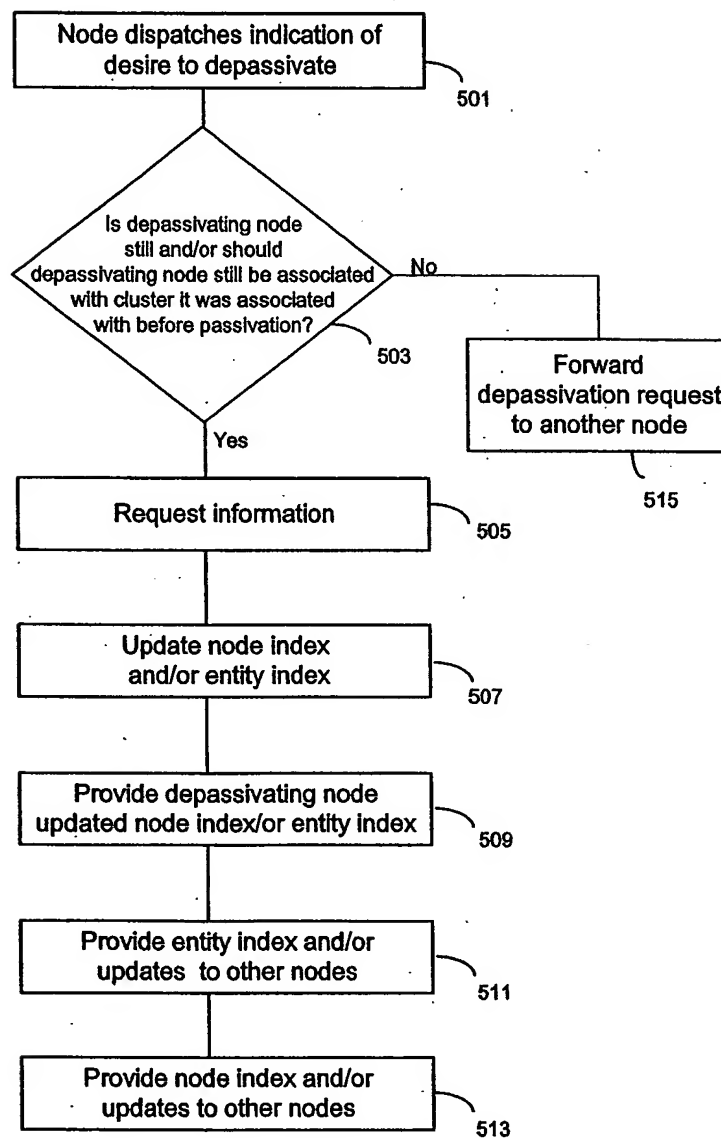 Node dispatches indication of
desire to depassivate
501
Is depassivating node
still and/or should
depassivating node still be associated
with cluster it was associated
with before passivation?
No
503
Forward
depassivation request
to another node
515
Yes
Request information
505
Update node index
and/or entity index
507
Provide depassivating node
updated node index/or entity index
509
Provide entity index and/or
updates to other nodes
511
Provide node index and/or
updates to other nodes
513